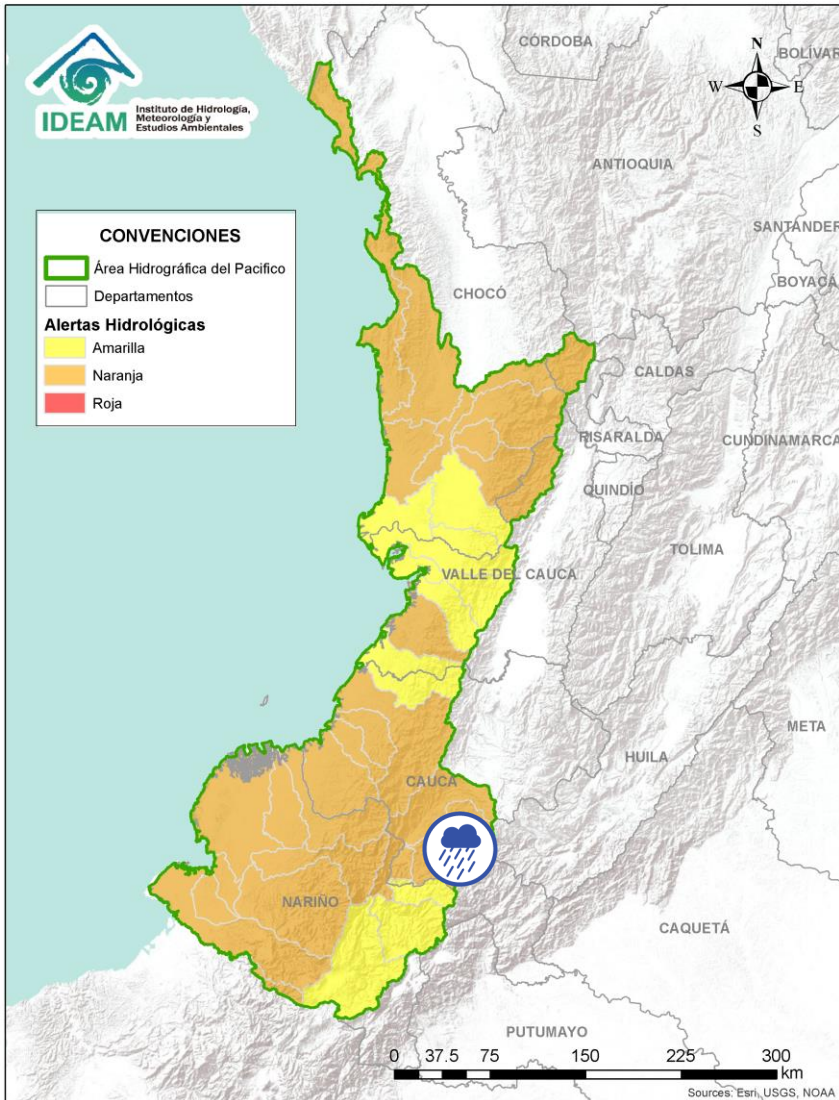 CÓRDOBA
BOLÍVAR
N
W
E
S
IDEAM
Instituto de Hidrología,
Meteorología y
Estudios Ambientales
ANTIOQUIA
SANTANDER
BOYACÁ
CONVENCIONES
Área Hidrográfica del Pacifico
Departamentos
Alertas Hidrológicas
Amarilla
Naranja
Roja
CHOCÓ
CALDAS
RISARALDA
CUNDINAMARCA
QUINDÍO
TOLIMA
VALLE DEL CAUCA
META
HUILA
CAUCA
NARIÑO
CAQUETÁ
PUTUMAYO
0 37.5 75 150 225 300
km
Sources: Esri, USGS, NOAA